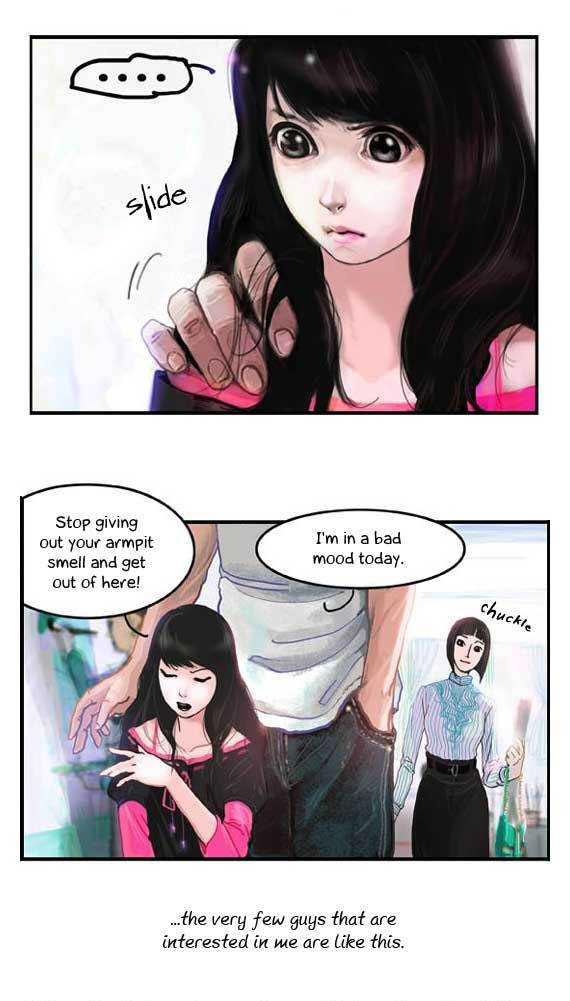 ....
slide
Stop giving
out your armpit
smell and get
out of here!
I'm in a bad
mood today.
chuckle
...the very few guys that are
interested in me are like this.